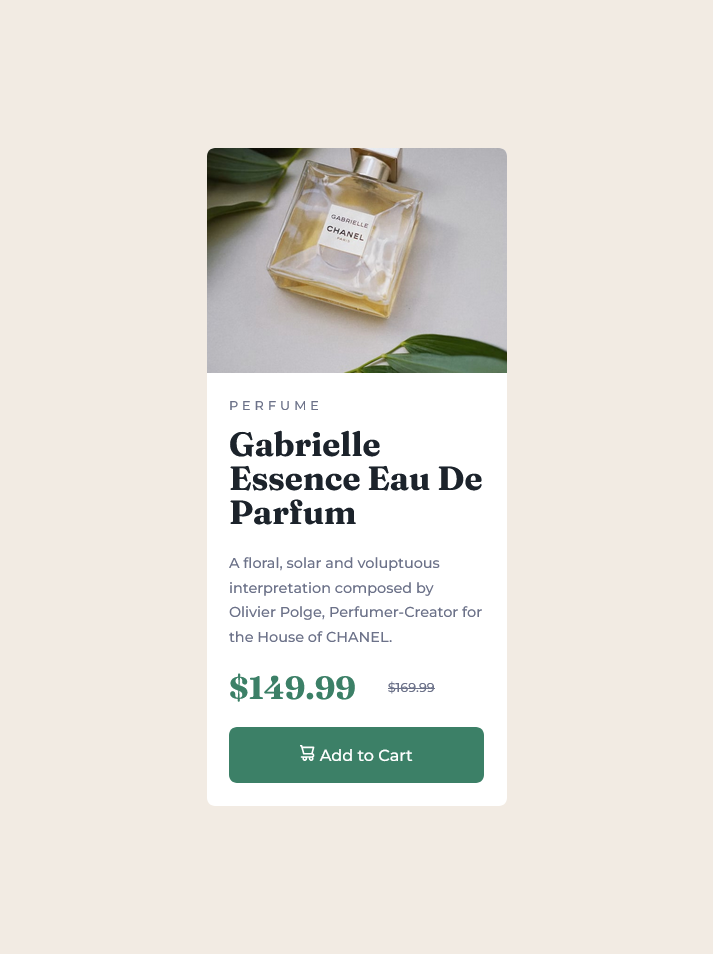 GABRIELLE
CHANEL
PARIS
PERFUME
Gabrielle
Essence Eau De
Parfum
A floral, solar and voluptuous
interpretation composed by
Olivier Polge, Perfumer-Creator for
the House of CHANEL.
$149.99 $169.99
Add to Cart